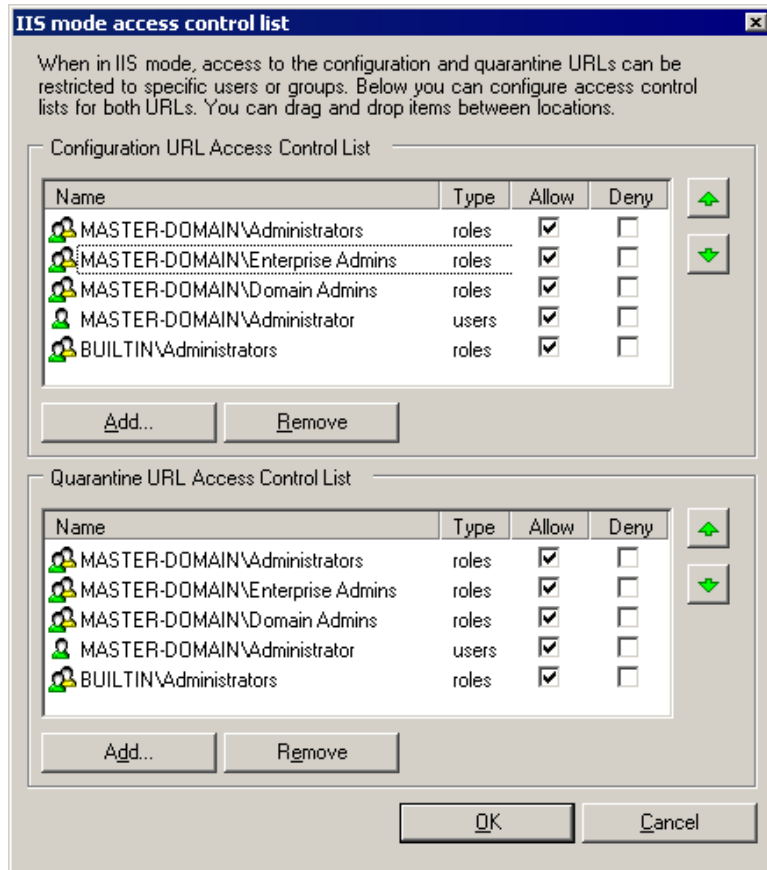 IIS mode access control list
When in IIS mode, access to the configuration and quarantine URLs can be
restricted to specific users or groups. Below you can configure access control
lists for both URLs. You can drag and drop items between locations.
Configuration URL Access Control List
Name Type Allow Deny
MASTER-DOMAIN\Administrators roles
MASTER-DOMAIN\Enterprise Admins roles
MASTER-DOMAIN\Domain Admins roles
MASTER-DOMAIN\Administrator users
BUILTIN\Administrators roles
Add... Remove
Quarantine URL Access Control List
Name Type Allow Deny
MASTER-DOMAIN\Administrators roles
MASTER-DOMAIN\Enterprise Admins roles
MASTER-DOMAIN\Domain Admins roles
MASTER-DOMAIN\Administrator users
BUILTIN\Administrators roles
Add... Remove
OK Cancel